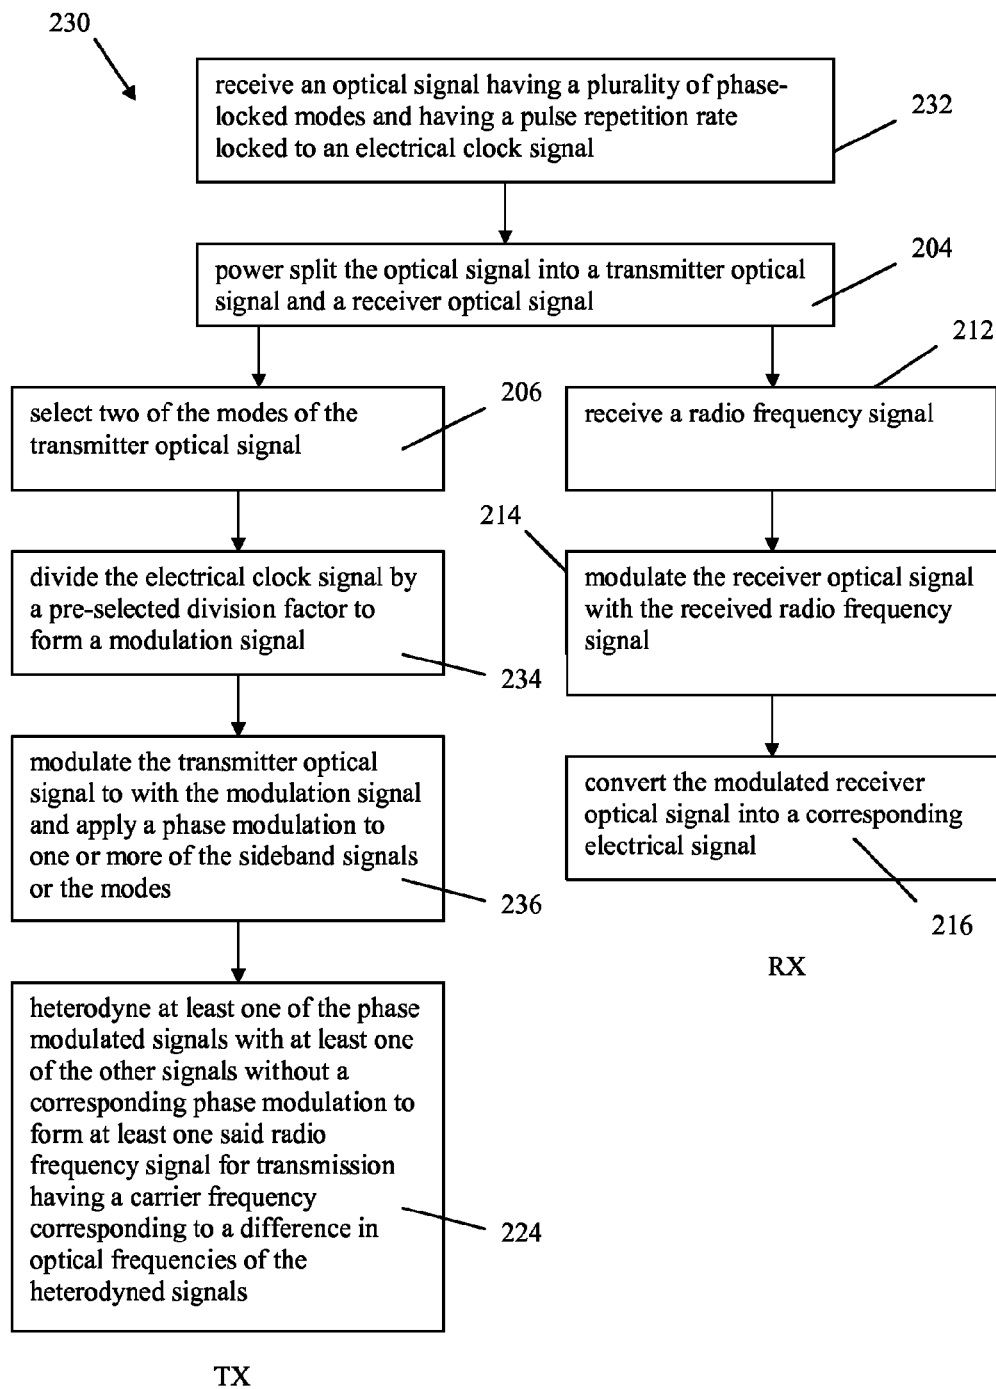 230
receive an optical signal having a plurality of phase-
locked modes and having a pulse repetition rate
locked to an electrical clock signal
232
power split the optical signal into a transmitter optical
signal and a receiver optical signal
204
212
select two of the modes of the
transmitter optical signal
206
receive a radio frequency signal
214
divide the electrical clock signal by
a pre-selected division factor to
form a modulation signal
234
modulate the receiver optical signal
with the received radio frequency
signal
modulate the transmitter optical
signal to with the modulation signal
and apply a phase modulation to
one or more of the sideband signals
or the modes
236
convert the modulated receiver
optical signal into a corresponding
electrical signal
216
RX
heterodyne at least one of the phase
modulated signals with at least one
of the other signals without a
corresponding phase modulation to
form at least one said radio
frequency signal for transmission
having a carrier frequency
corresponding to a difference in
optical frequencies of the
heterodyned signals
224
TX